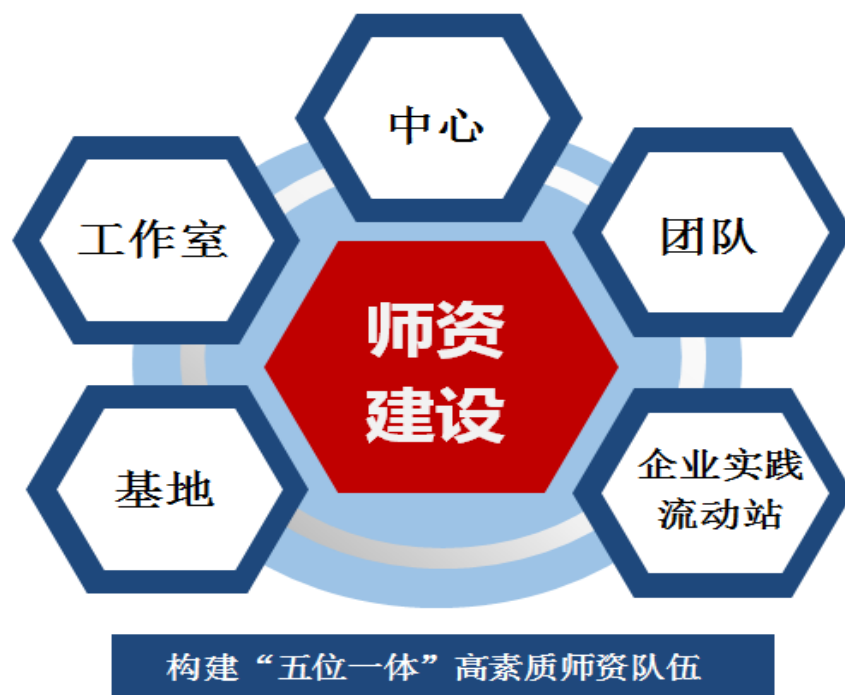 中心
工作室
团队
师资
建设
基地
企业实践
流动站
构建“五位一体”高素质师资队伍